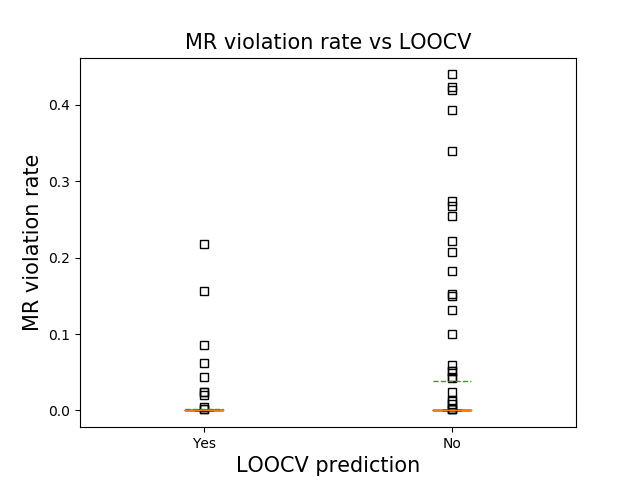 MR violation rate vs LOOCV
MR violation rate
0.4
0.3
0.2
0.1
0.0
Yes
No
LOOCV prediction